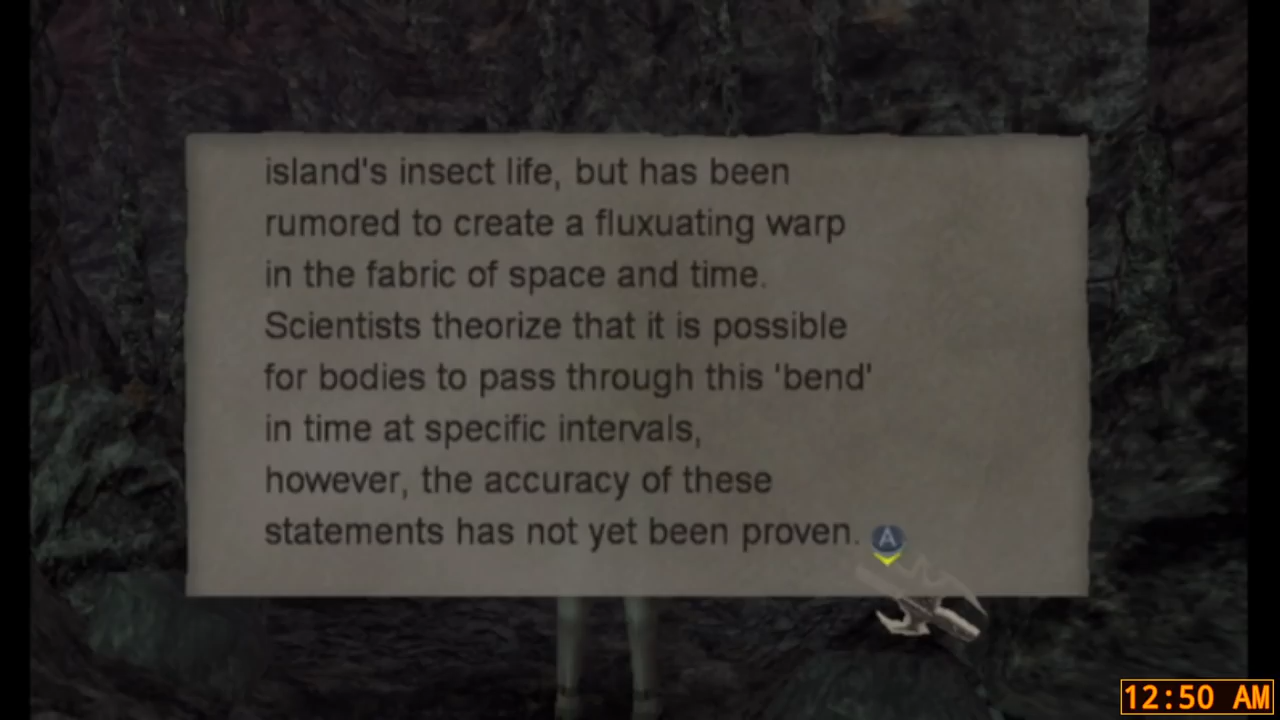 island's insect life, but has been
rumored to create a fluxuating warp
in the fabric of space and time.
Scientists theorize that it is possible
for bodies to pass through this 'bend'
in time at specific intervals,
however, the accuracy of these
statements has not yet been proven.
A
12:50 AM